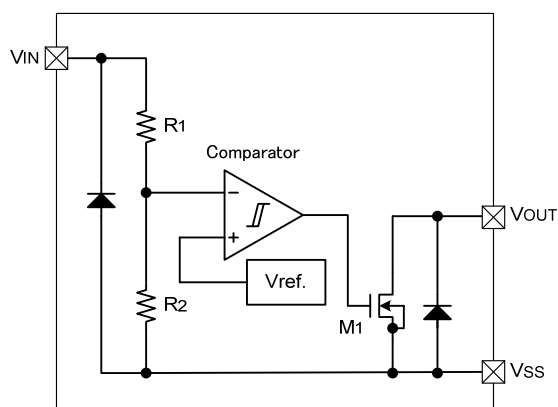 VIN
R1
Comparator
−
+
Vref.
VOUT
R2
M1
VSS